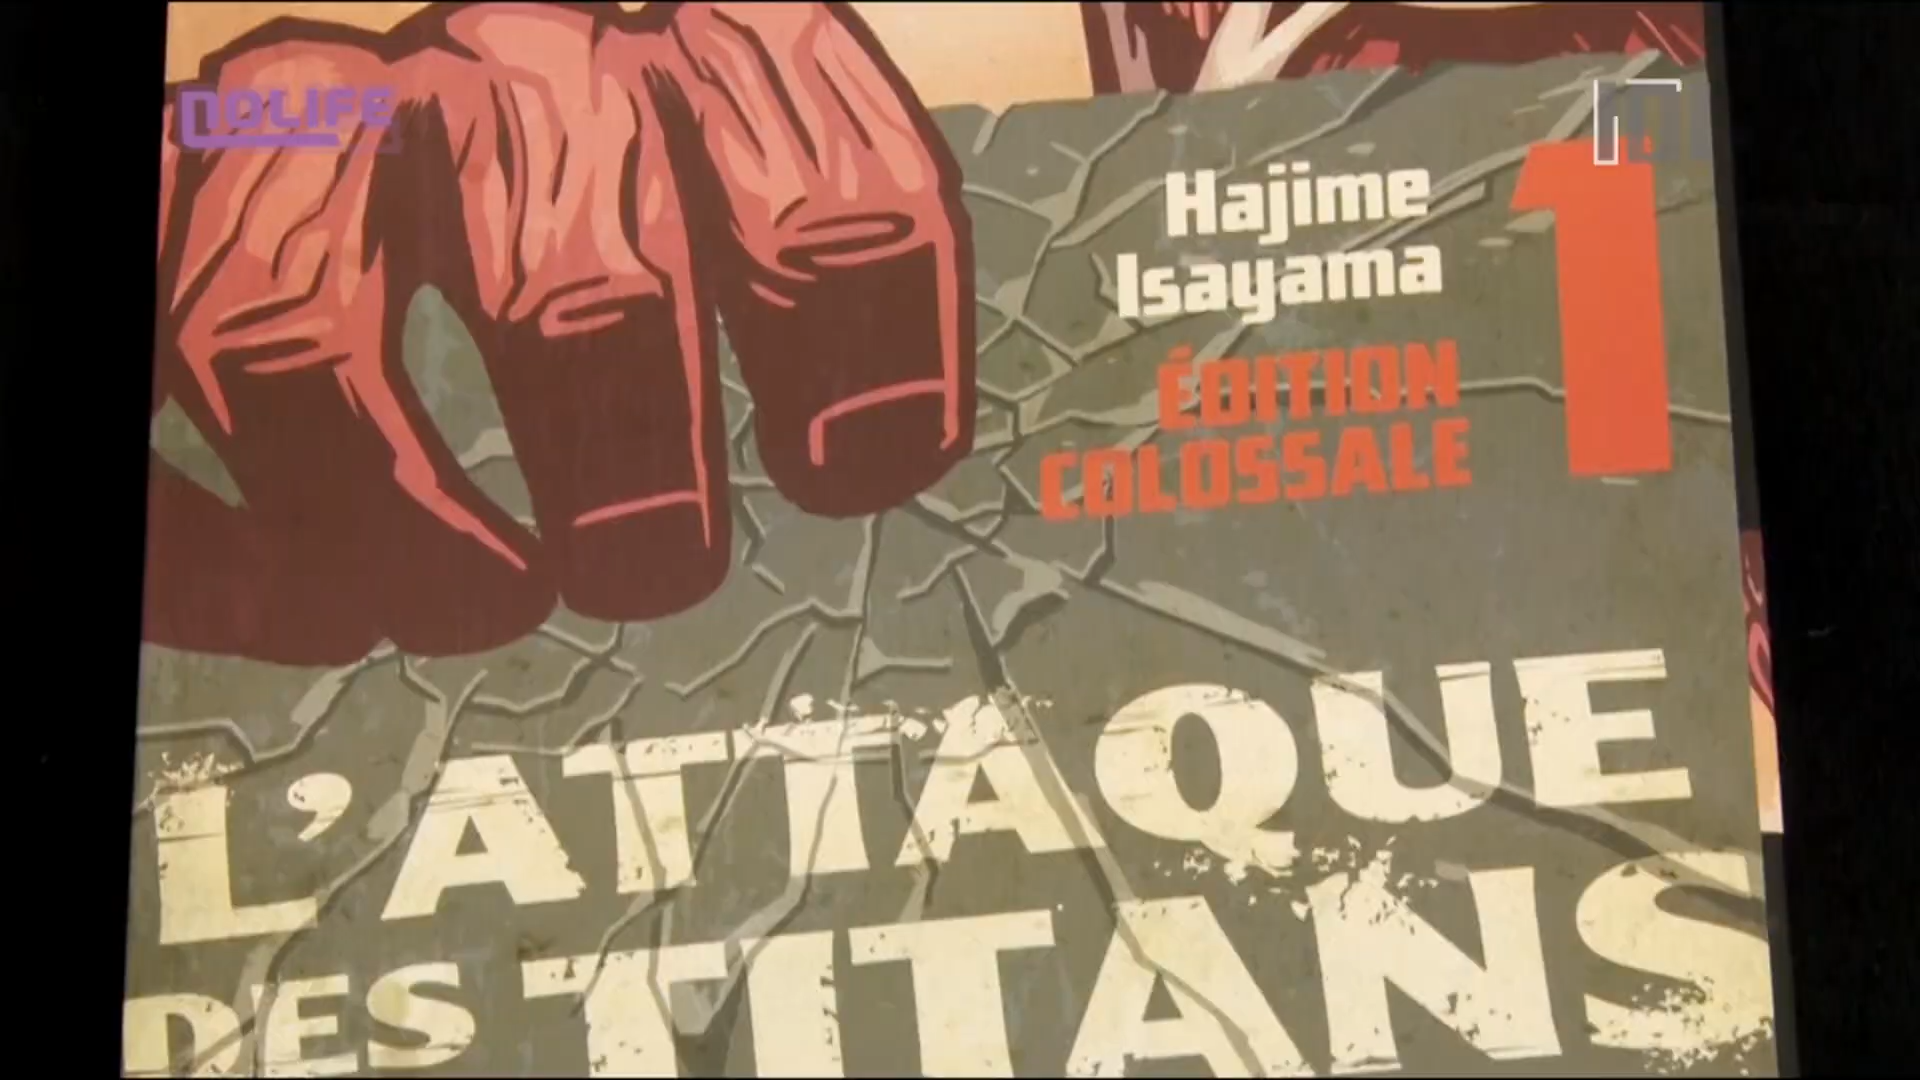 NOLIFE
Hajime
Isayama
1
ÉDITION
COLOSSALE
L'ATTAQUE
DES TITANS